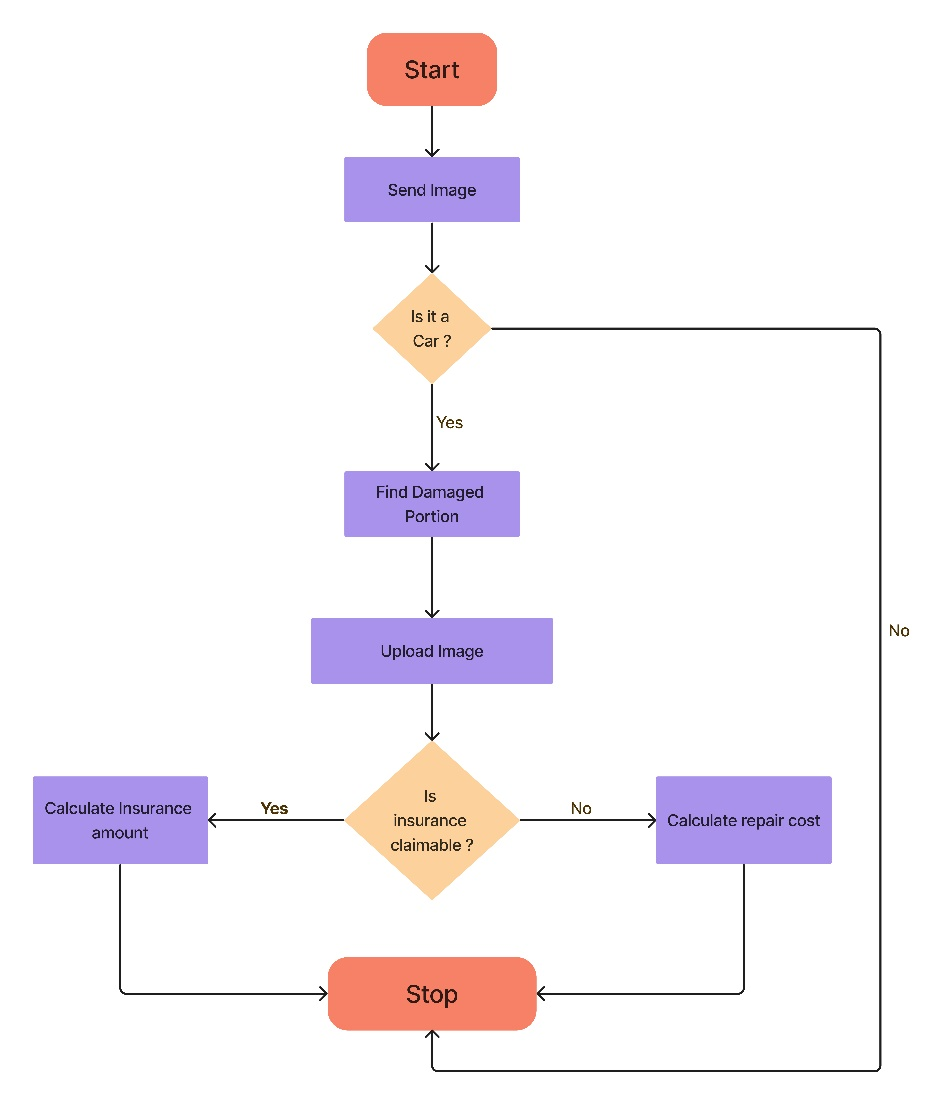 Start
Send Image
Is it a
Car ?
Yes
Find Damaged
Portion
No
Upload Image
Is
insurance
claimable ?
Yes
No
Calculate Insurance
amount
Calculate repair cost
Stop